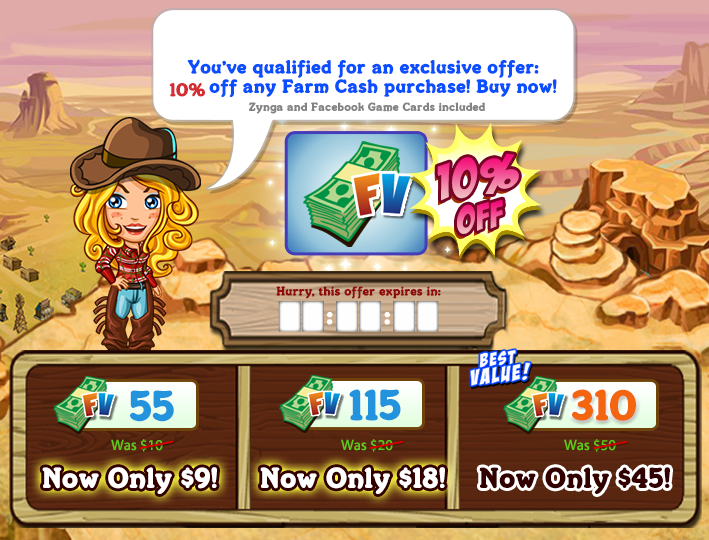 You've qualified for an exclusive offer:
10% off any Farm Cash purchase! Buy now!
Zynga and Facebook Game Cards included
FV
10%
OFF
Hurry, this offer expires in:
BEST
VALUE!
FV 55
FV 115
FV 310
Was $10
Was $20
Was $50
Now Only $9!
Now Only $18!
Now Only $45!